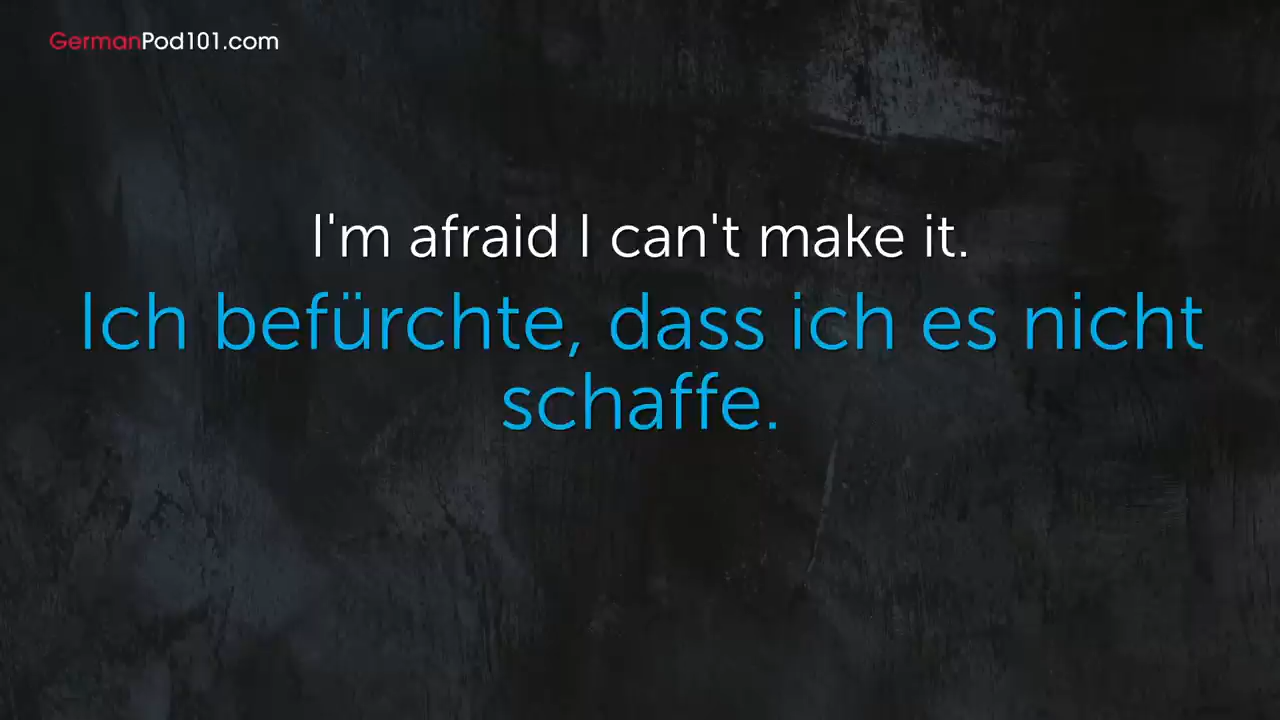 GermanPod101.com
I'm afraid I can't make it.
Ich befürchte, dass ich es nicht
schaffe.